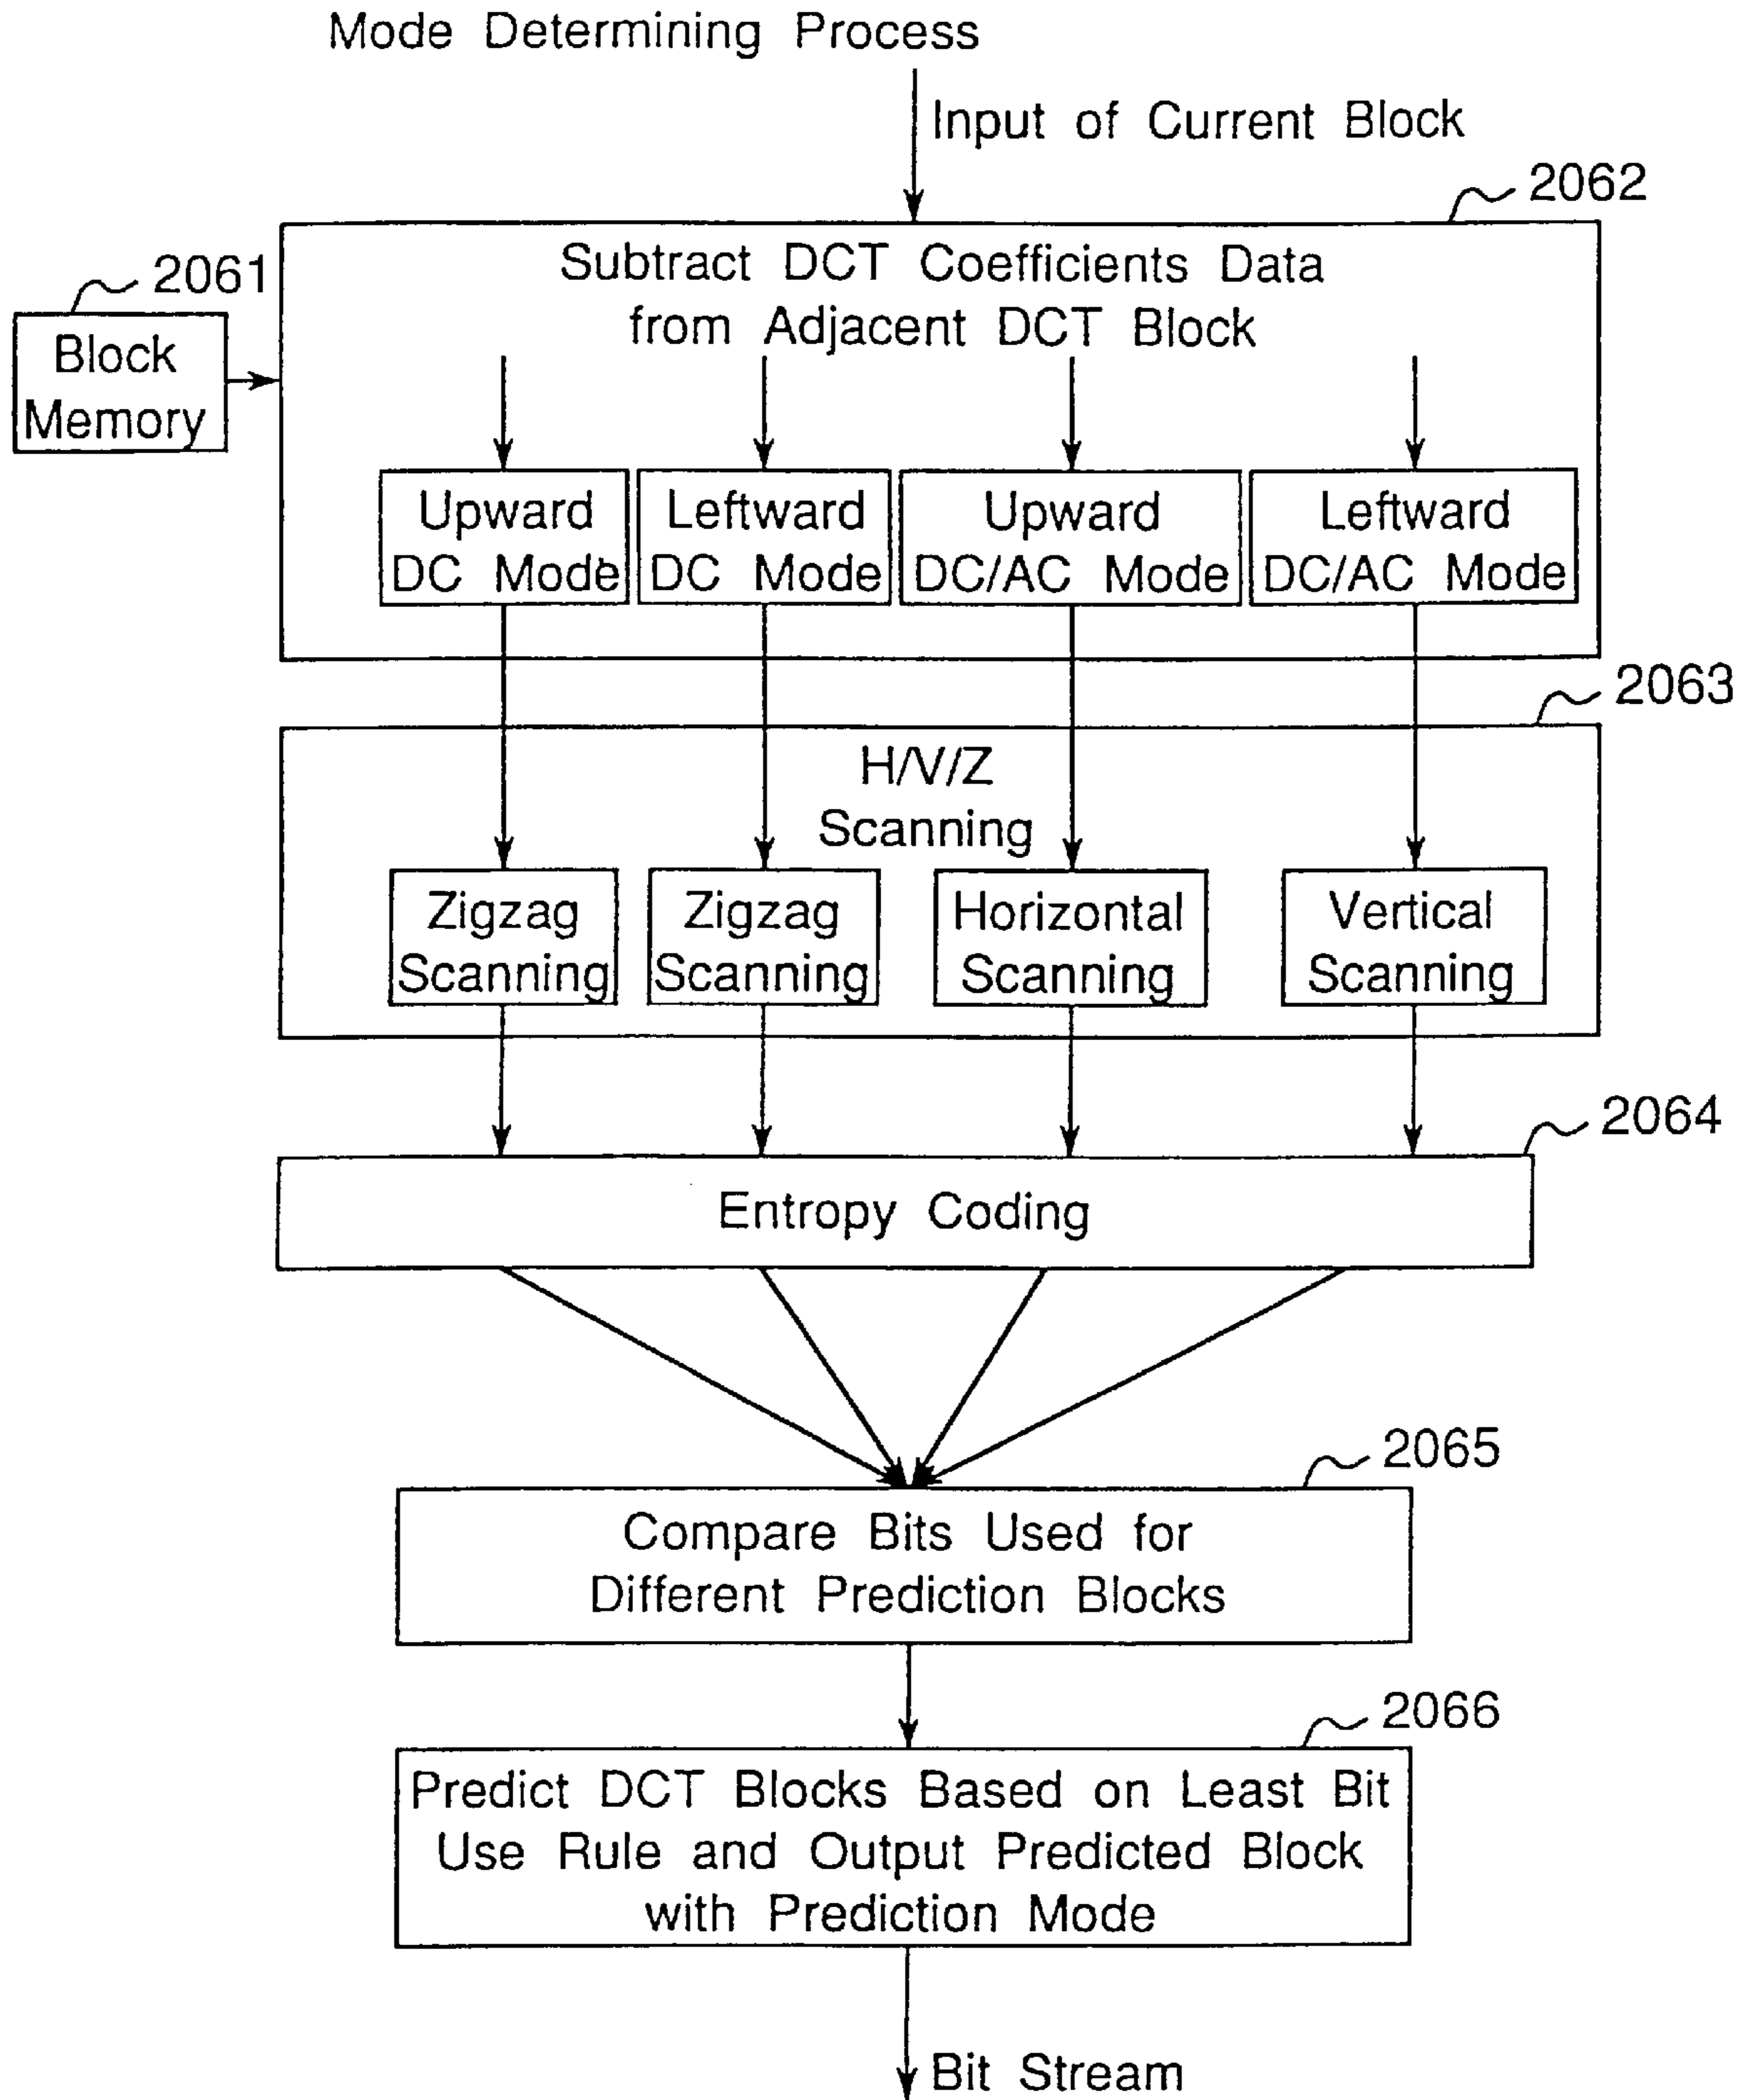 Mode Determining Process
Input of Current Block
2062
Subtract DCT Coefficients Data
from Adjacent DCT Block
2061
Block
Memory
Upward
DC Mode
Leftward
DC Mode
Upward
DC/AC Mode
Leftward
DC/AC Mode
2063
H/V/Z
Scanning
Zigzag
Scanning
Zigzag
Scanning
Horizontal
Scanning
Vertical
Scanning
2064
Entropy Coding
2065
Compare Bits Used for
Different Prediction Blocks
2066
Predict DCT Blocks Based on Least Bit
Use Rule and Output Predicted Block
with Prediction Mode
Bit Stream